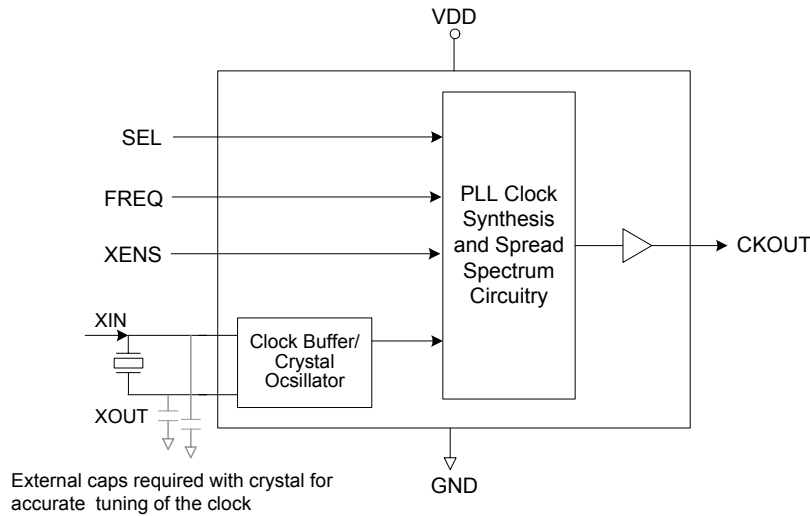 VDD
SEL
FREQ
XENS
PLL Clock
Synthesis
and Spread
Spectrum
Circuitry
CKOUT
XIN
Clock Buffer/
Crystal
Ocsillator
XOUT
GND
External caps required with crystal for
accurate tuning of the clock